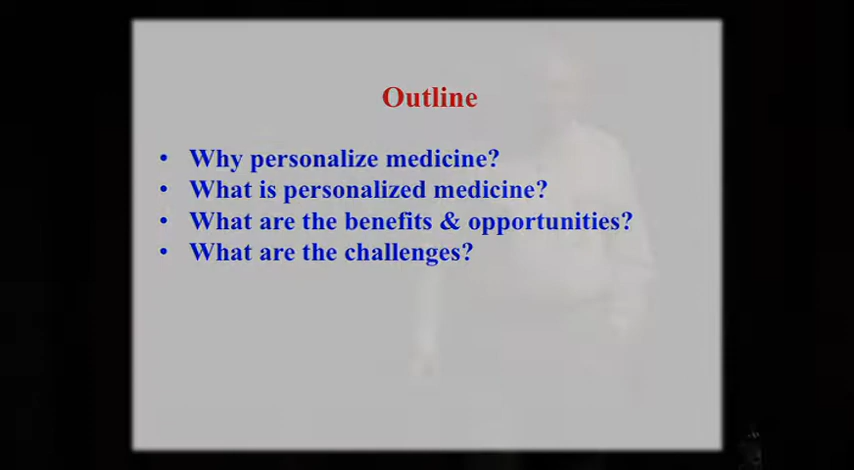 Outline
• Why personalize medicine?
• What is personalized medicine?
• What are the benefits & opportunities?
• What are the challenges?